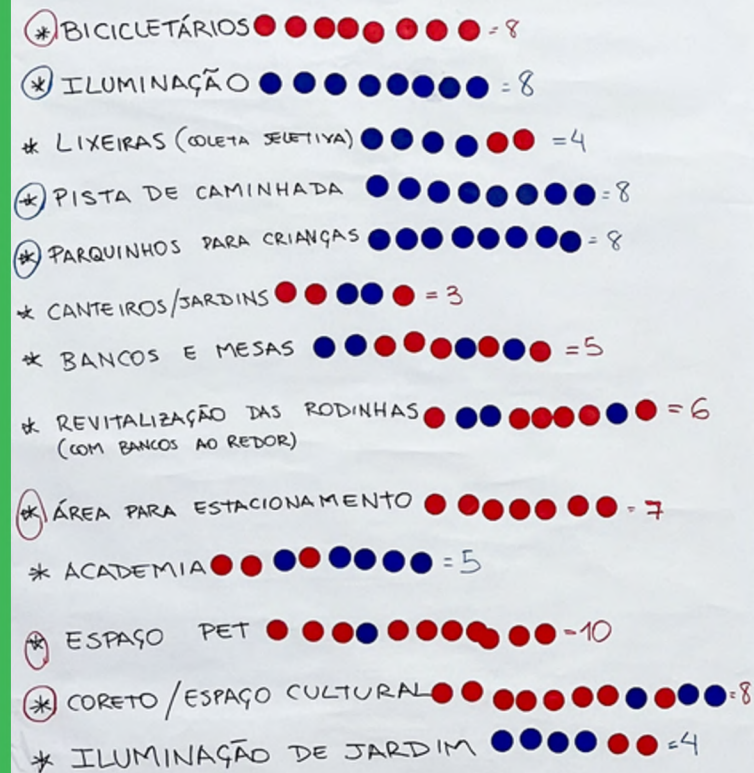 * BICICLETÁRIOS = 8
* ILUMINAÇÃO = 8
* LIXEIRAS (COLETA SELETIVA) = 4
* PISTA DE CAMINHADA = 8
* PARQUINHOS PARA CRIANÇAS = 8
* CANTEIROS/JARDINS = 3
* BANCOS E MESAS = 5
* REVITALIZAÇÃO DAS RODINHAS = 6
(COM BANCOS AO REDOR)
* ÁREA PARA ESTACIONAMENTO = 7
* ACADEMIA = 5
* ESPAÇO PET = 10
* CORETO/ESPAÇO CULTURAL = 8
* ILUMINAÇÃO DE JARDIM = 4